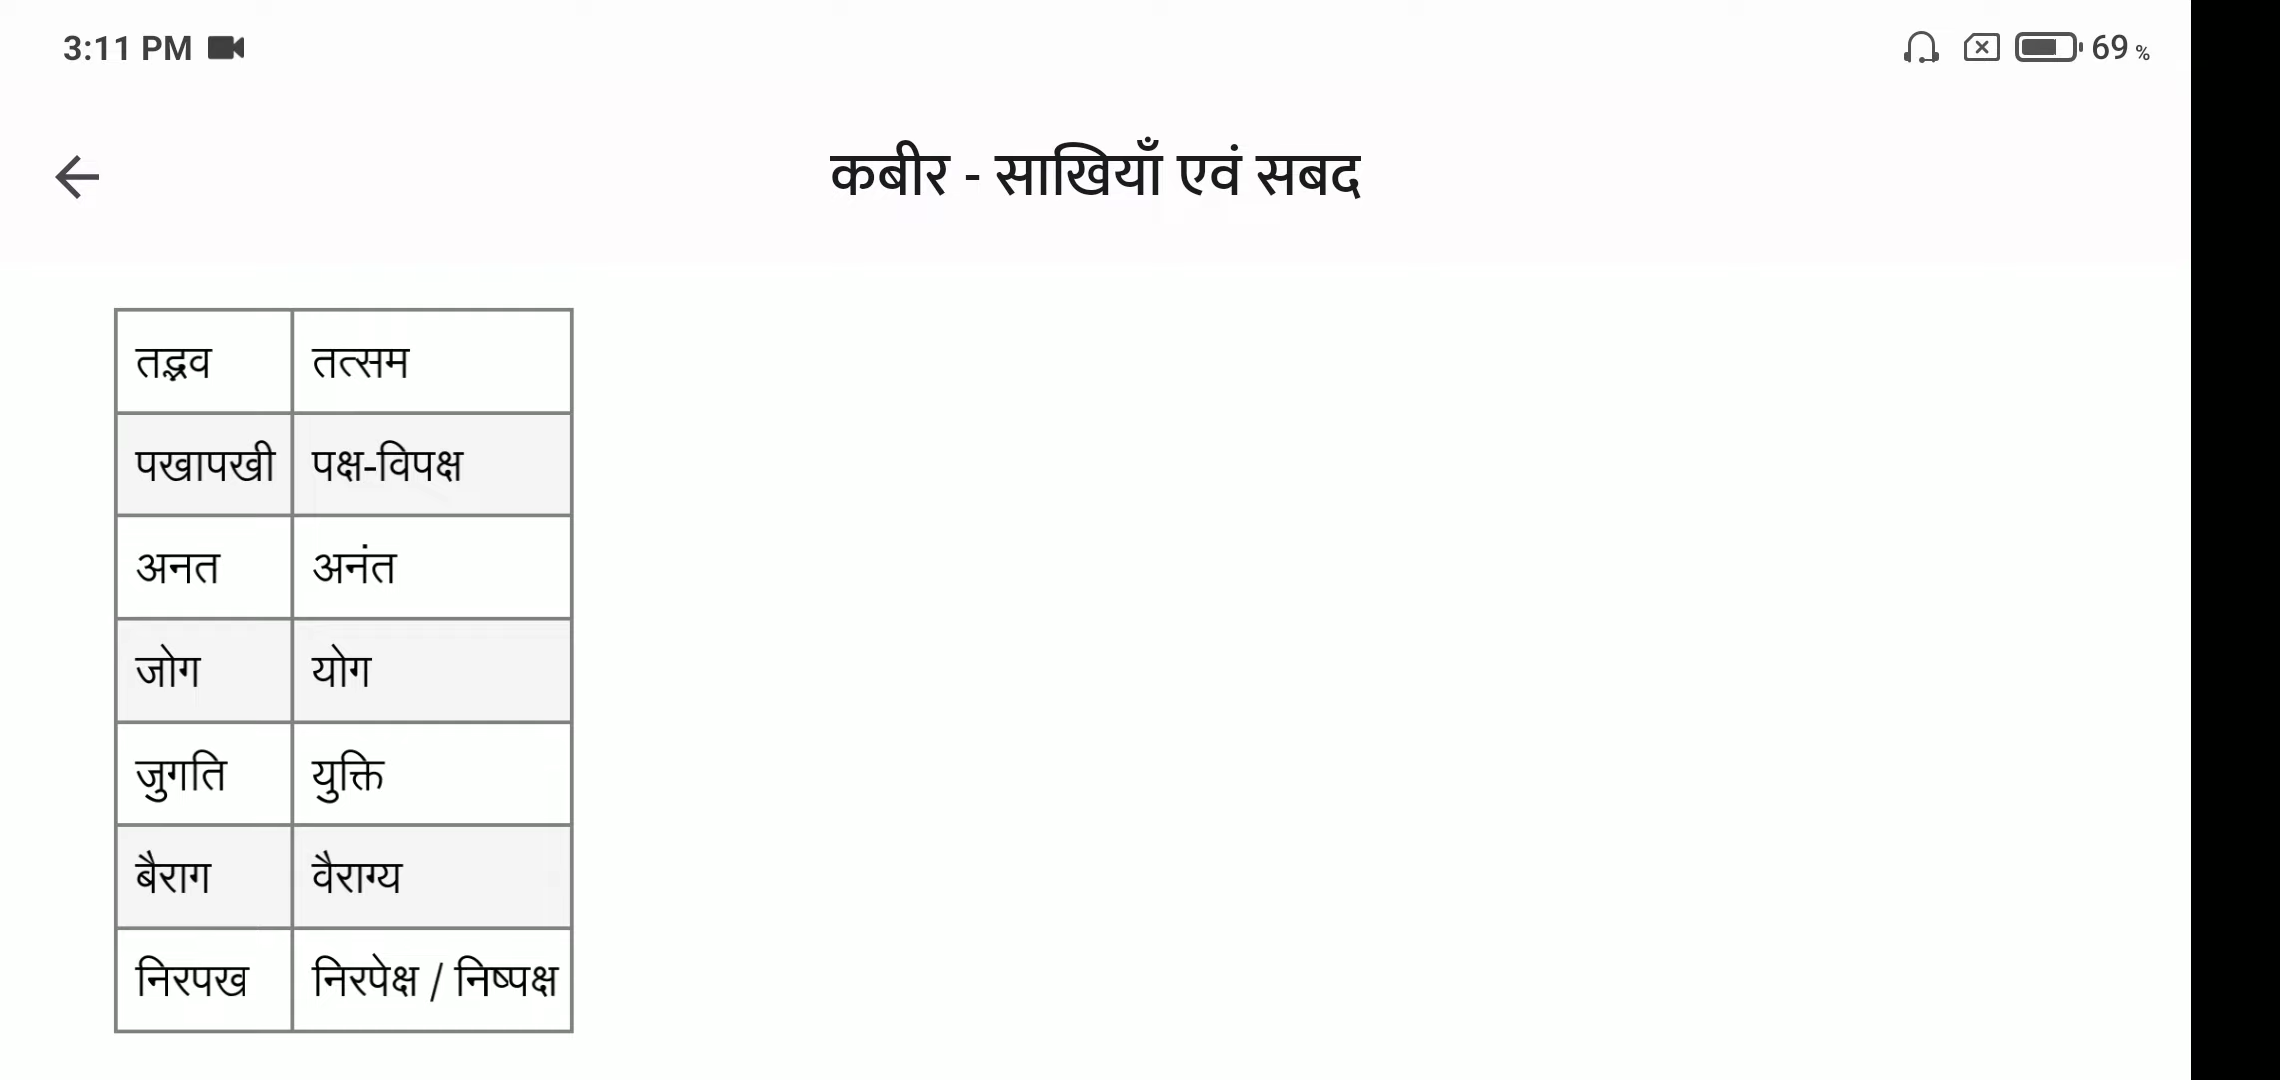 3:11 PM 69 %
कबीर - साखियाँ एवं सबद
तद्भव तत्सम
पखापखी पक्ष-विपक्ष
अनत अनंत
जोग योग
जुगति युक्ति
बैराग वैराग्य
निरपख निरपेक्ष / निष्पक्ष